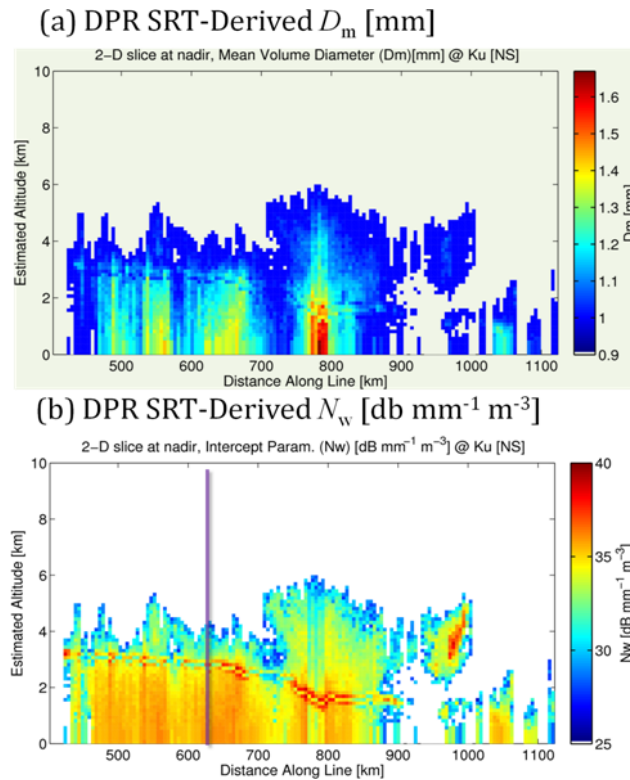 (a) DPR SRT-Derived Dm [mm]
2-D slice at nadir, Mean Volume Diameter (Dm)[mm] @ Ku [NS]
10
8
6
4
2
0
Estimated Altitude [km]
500 600 700 800 900 1000 1100
Distance Along Line [km]
1.6
1.5
1.4
1.3
1.2
1.1
1
0.9
Dm [mm]
(b) DPR SRT-Derived Nw [db mm-1 m-3]
2-D slice at nadir, Intercept Param. (Nw) [dB mm−1 m−3] @ Ku [NS]
10
8
6
4
2
0
Estimated Altitude [km]
500 600 700 800 900 1000 1100
Distance Along Line [km]
40
35
30
25
Nw [dB mm−1 m−3]